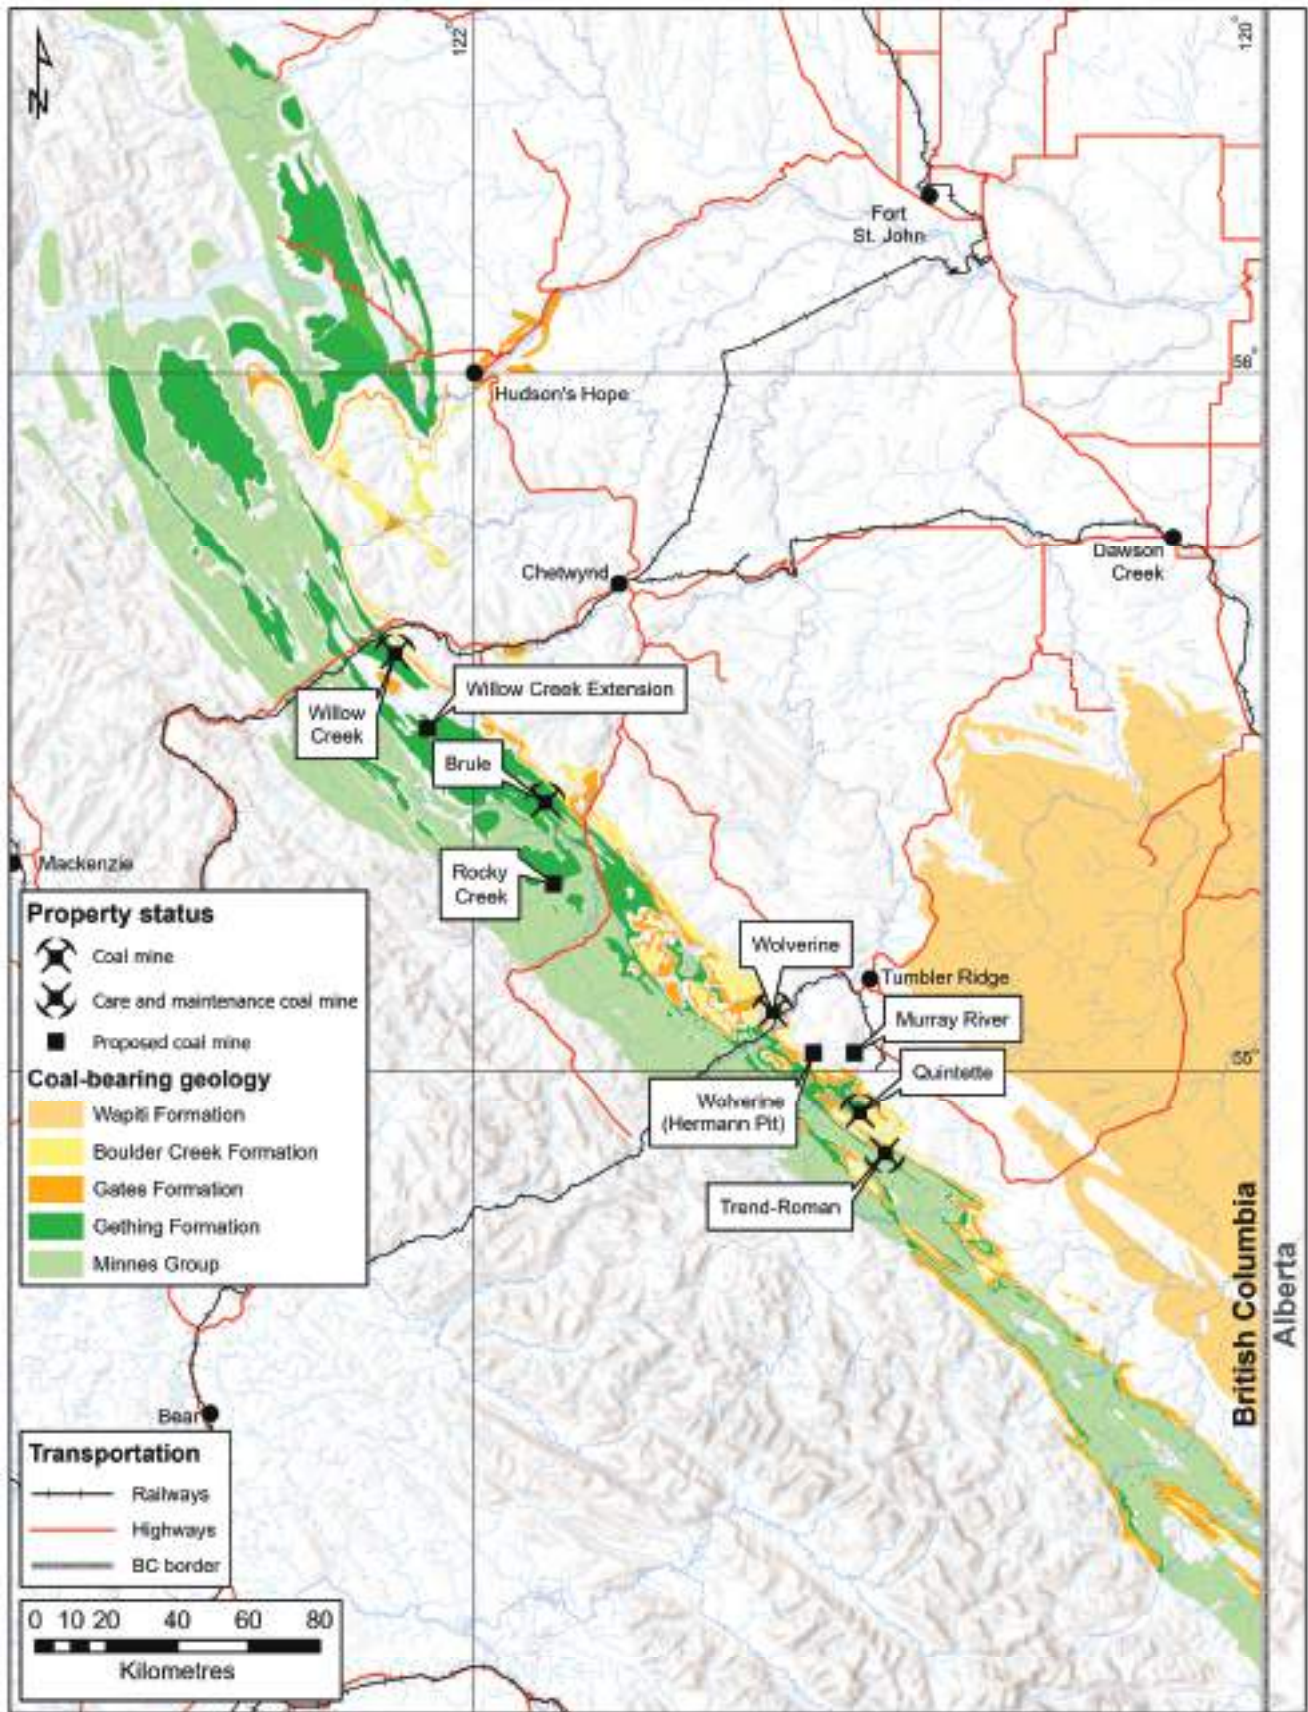 122°
120°
N
Fort
St. John
56°
Hudson's Hope
Chetwynd
Dawson
Creek
Willow Creek Extension
Willow
Creek
Brule
Mackenzie
Rocky
Creek
Property status
Coal mine
Care and maintenance coal mine
Proposed coal mine
Wolverine
Tumbler Ridge
Murray River
55°
Quintette
Wolverine
(Hermann Pit)
Trend-Roman
Coal-bearing geology
Wapiti Formation
Boulder Creek Formation
Gates Formation
Gething Formation
Minnes Group
British Columbia
Alberta
Bear
Transportation
Railways
Highways
BC border
0 10 20 40 60 80
Kilometres